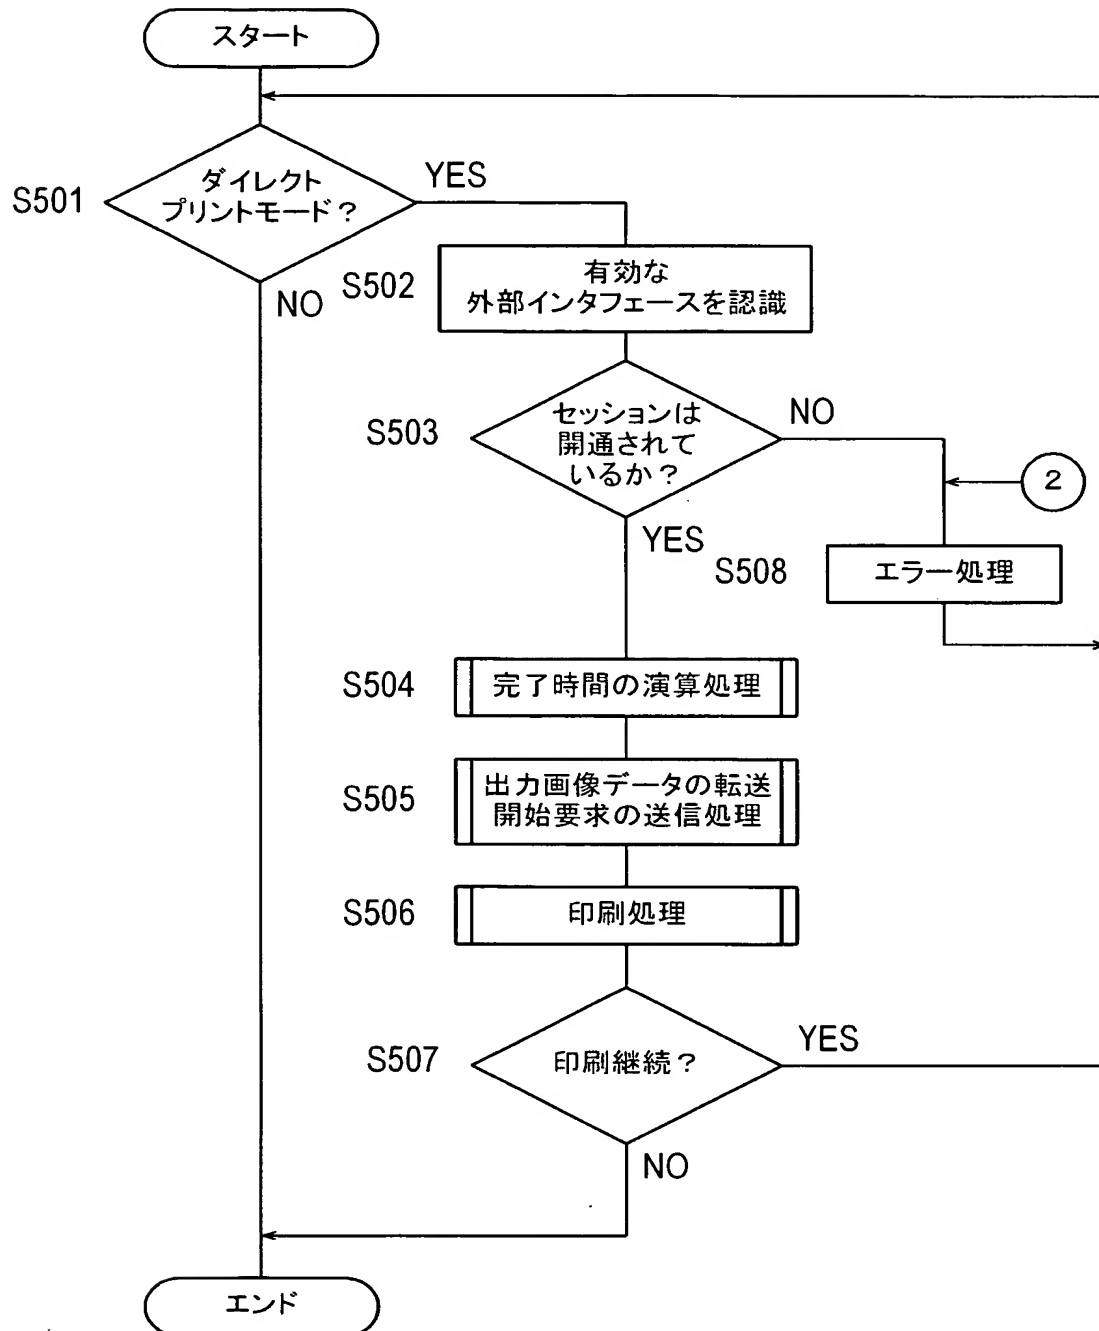 スタート
S501
ダイレクト
プリントモード？
YES
NO
S502
有効な
外部インタフェースを認識
S503
セッションは
開通されて
いるか？
NO
YES
2
S508
エラー処理
S504
完了時間の演算処理
S505
出力画像データの転送
開始要求の送信処理
S506
印刷処理
S507
印刷継続？
YES
NO
エンド